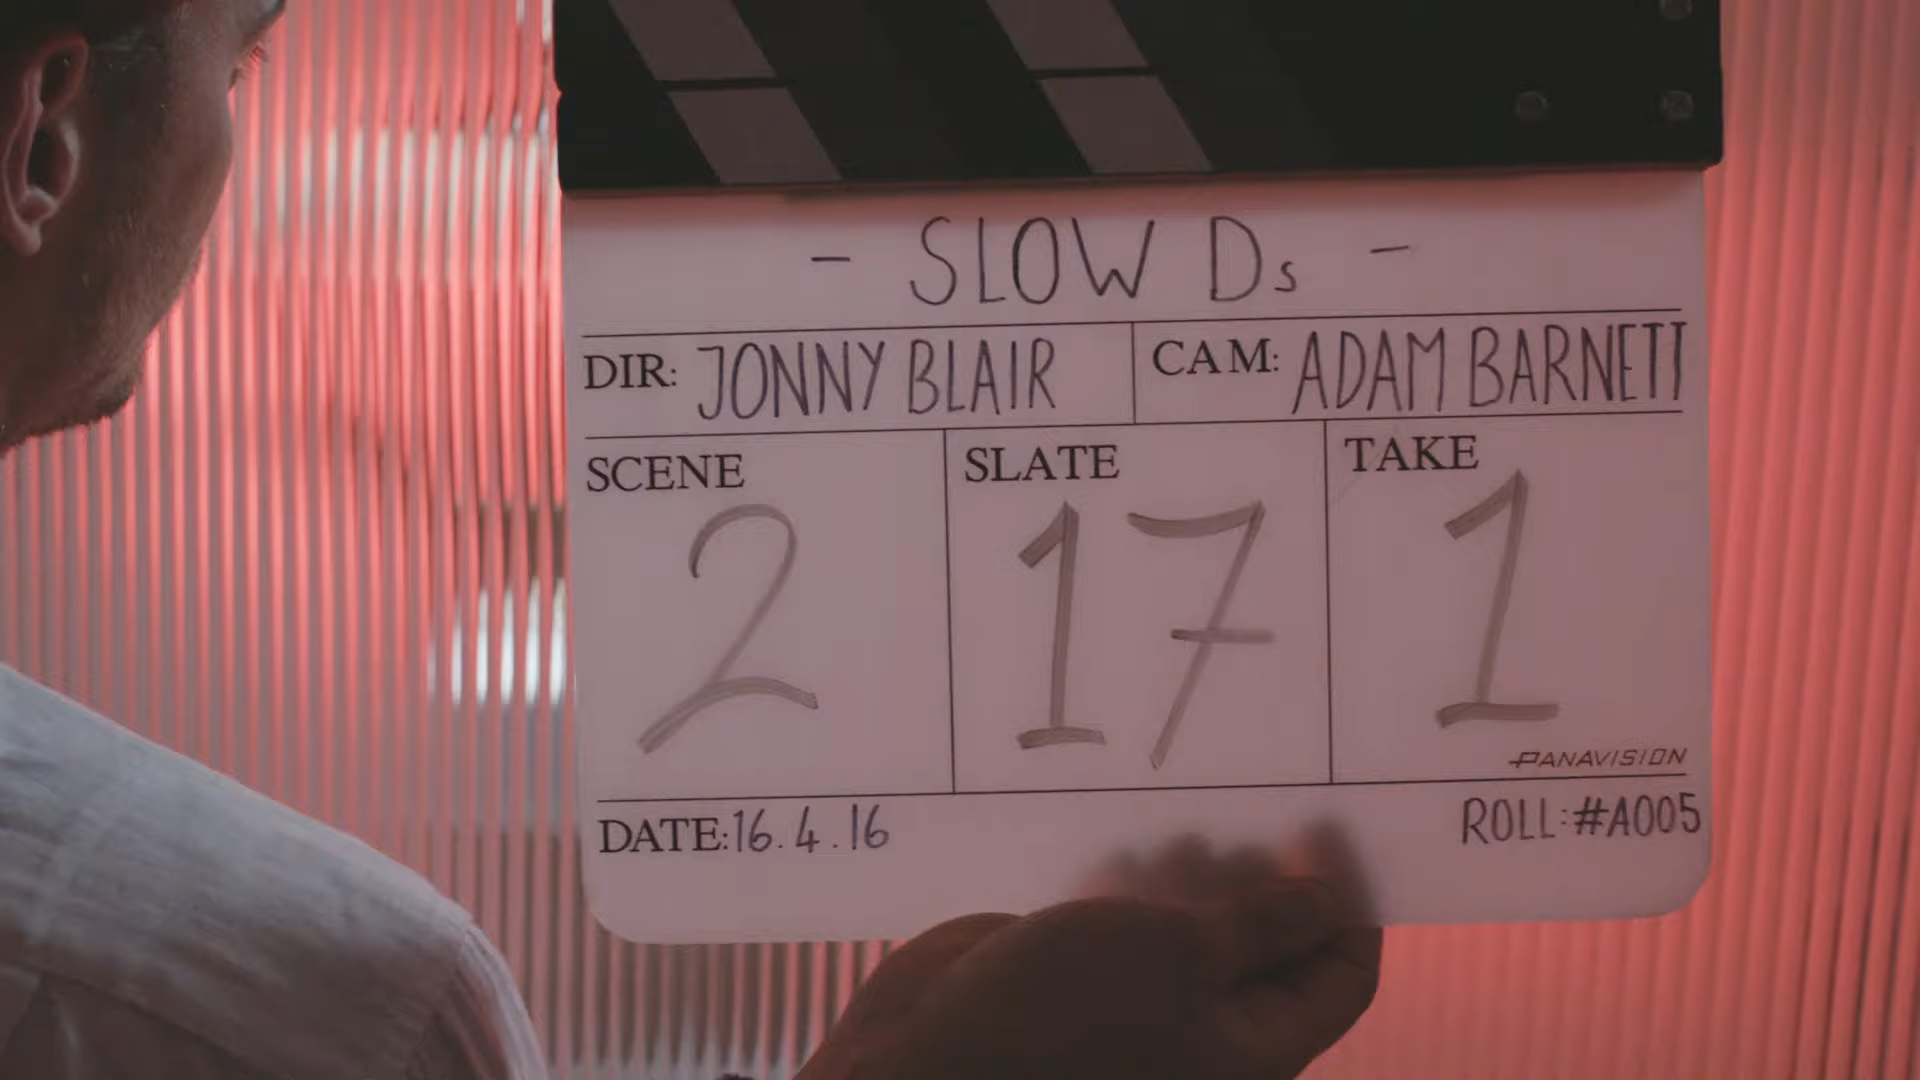 - SLOW Ds -
DIR: JONNY BLAIR CAM: ADAM BARNETT
SCENE SLATE TAKE
2 17 1
PANAVISION
DATE: 16.4.16 ROLL: #A005